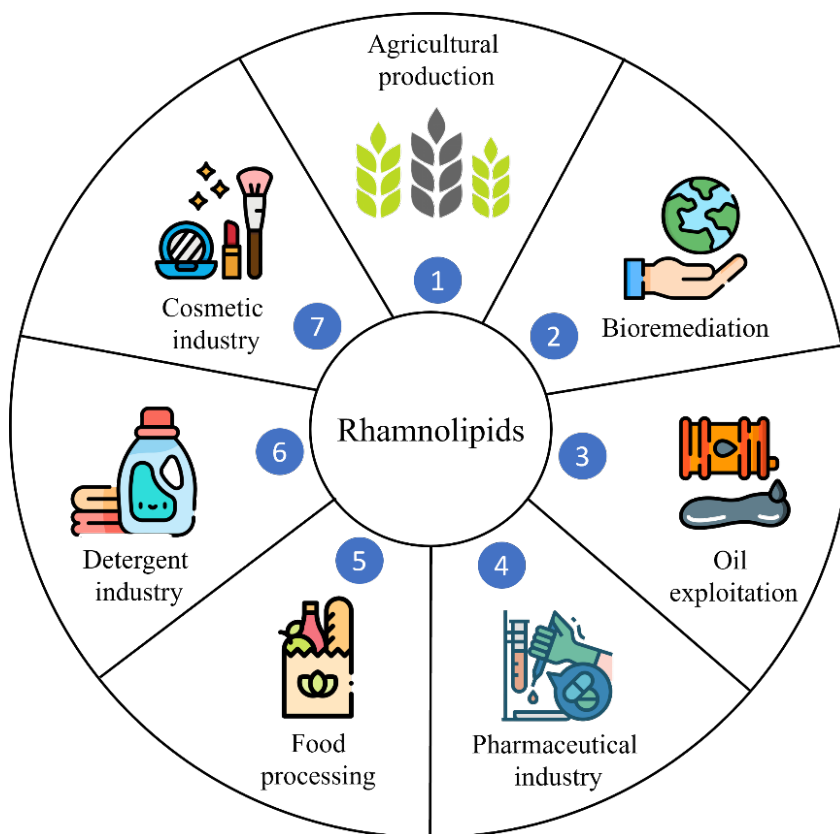 Agricultural
production
1
2
Bioremediation
3
Oil
exploitation
4
Pharmaceutical
industry
5
Food
processing
6
Detergent
industry
7
Cosmetic
industry
Rhamnolipids